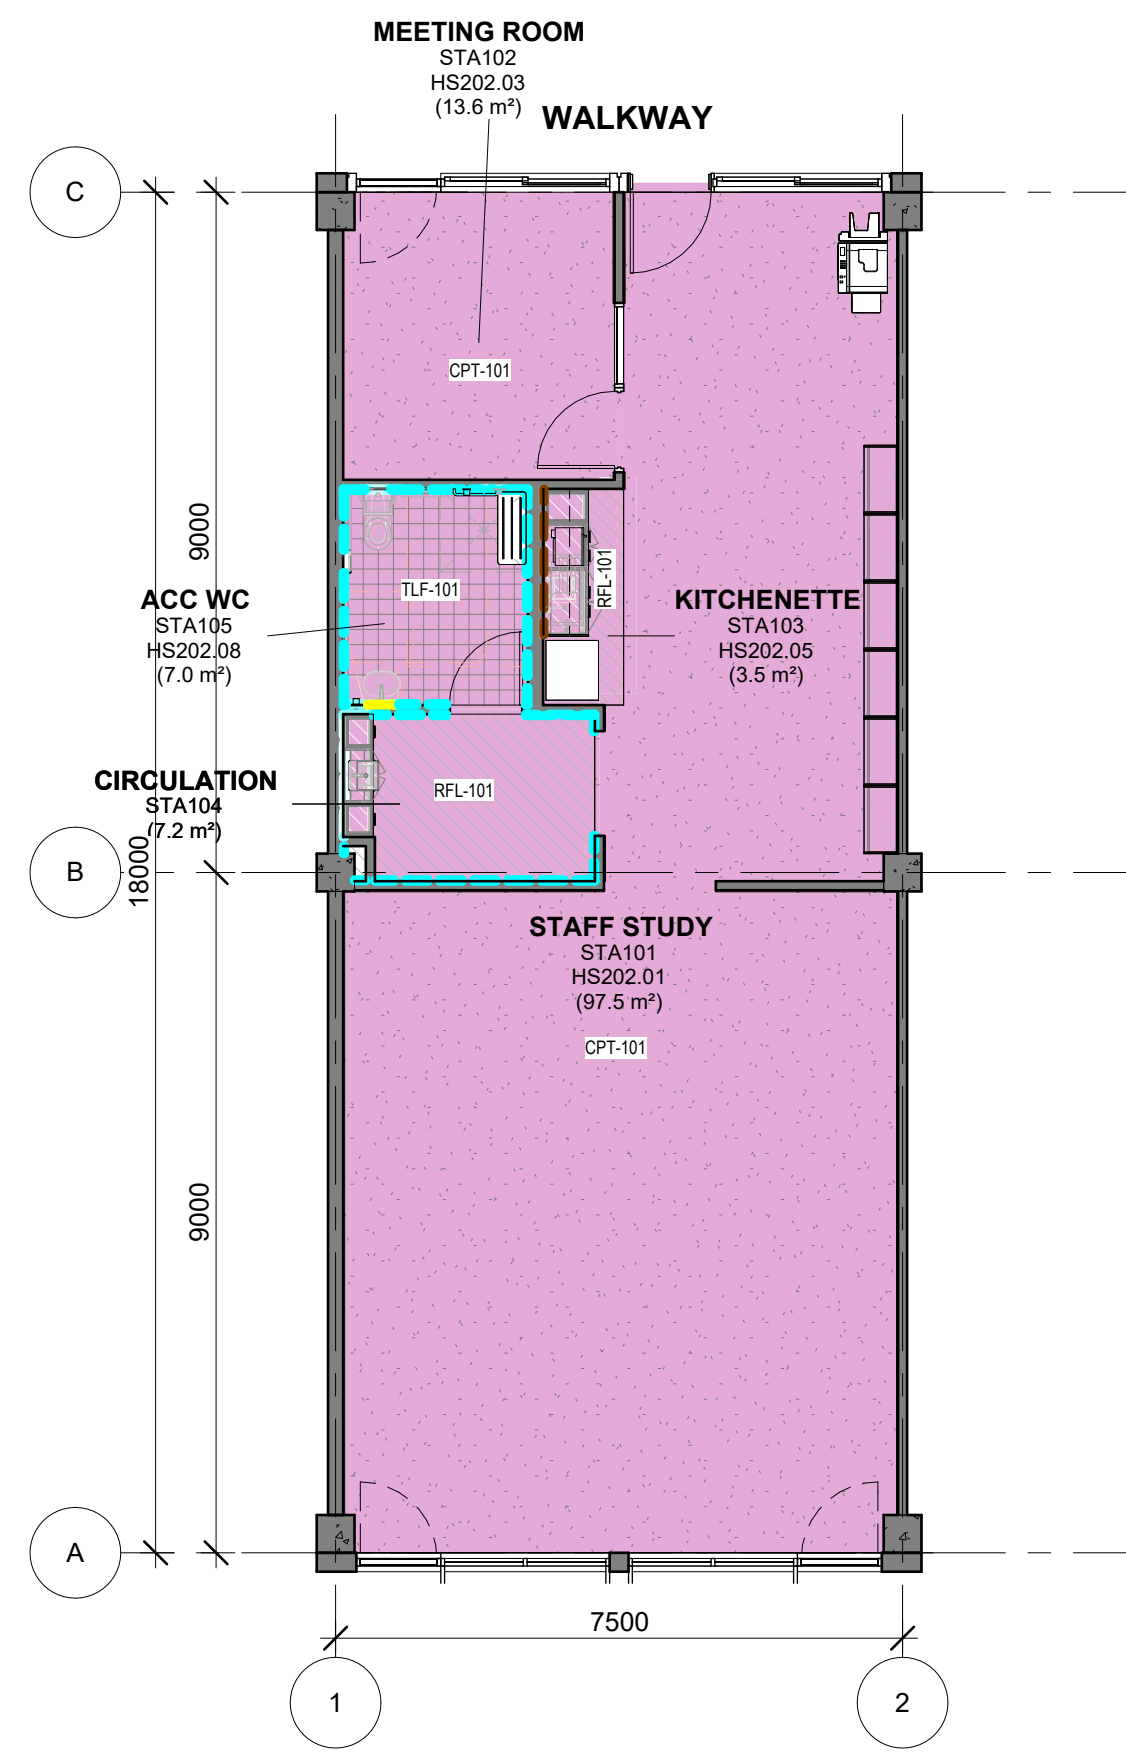 MEETING ROOM
STA102
HS202.03
(13.6 m²)
WALKWAY
C
CPT-101
9000
TLF-101
RFL-101
ACC WC
STA105
HS202.08
(7.0 m²)
KITCHENETTE
STA103
HS202.05
(3.5 m²)
CIRCULATION
STA104
(7.2 m²)
RFL-101
B
18000
STAFF STUDY
STA101
HS202.01
(97.5 m²)
CPT-101
9000
A
7500
1
2